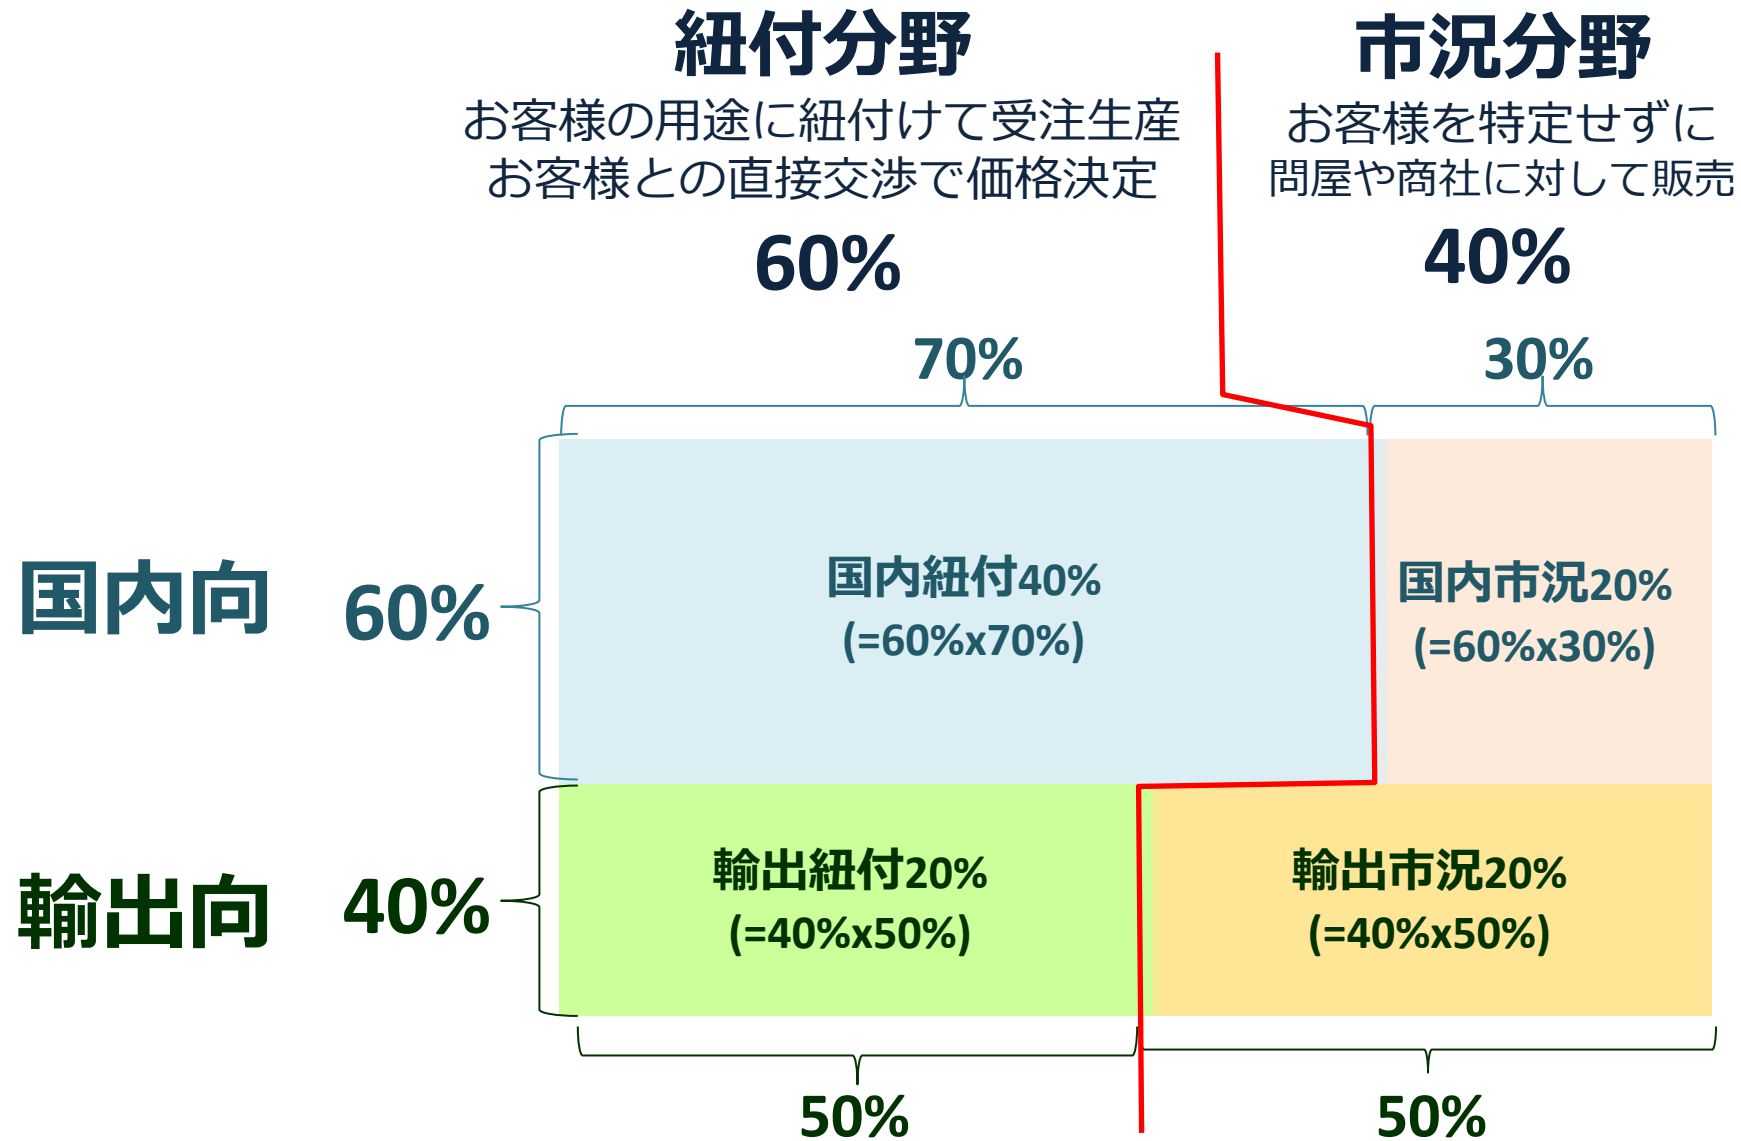 紐付分野
お客様の用途に紐付けて受注生産
お客様との直接交渉で価格決定
60%
市況分野
お客様を特定せずに
問屋や商社に対して販売
40%
70%
30%
国内向
60%
国内紐付40%
(=60%x70%)
国内市況20%
(=60%x30%)
輸出向
40%
輸出紐付20%
(=40%x50%)
輸出市況20%
(=40%x50%)
50%
50%